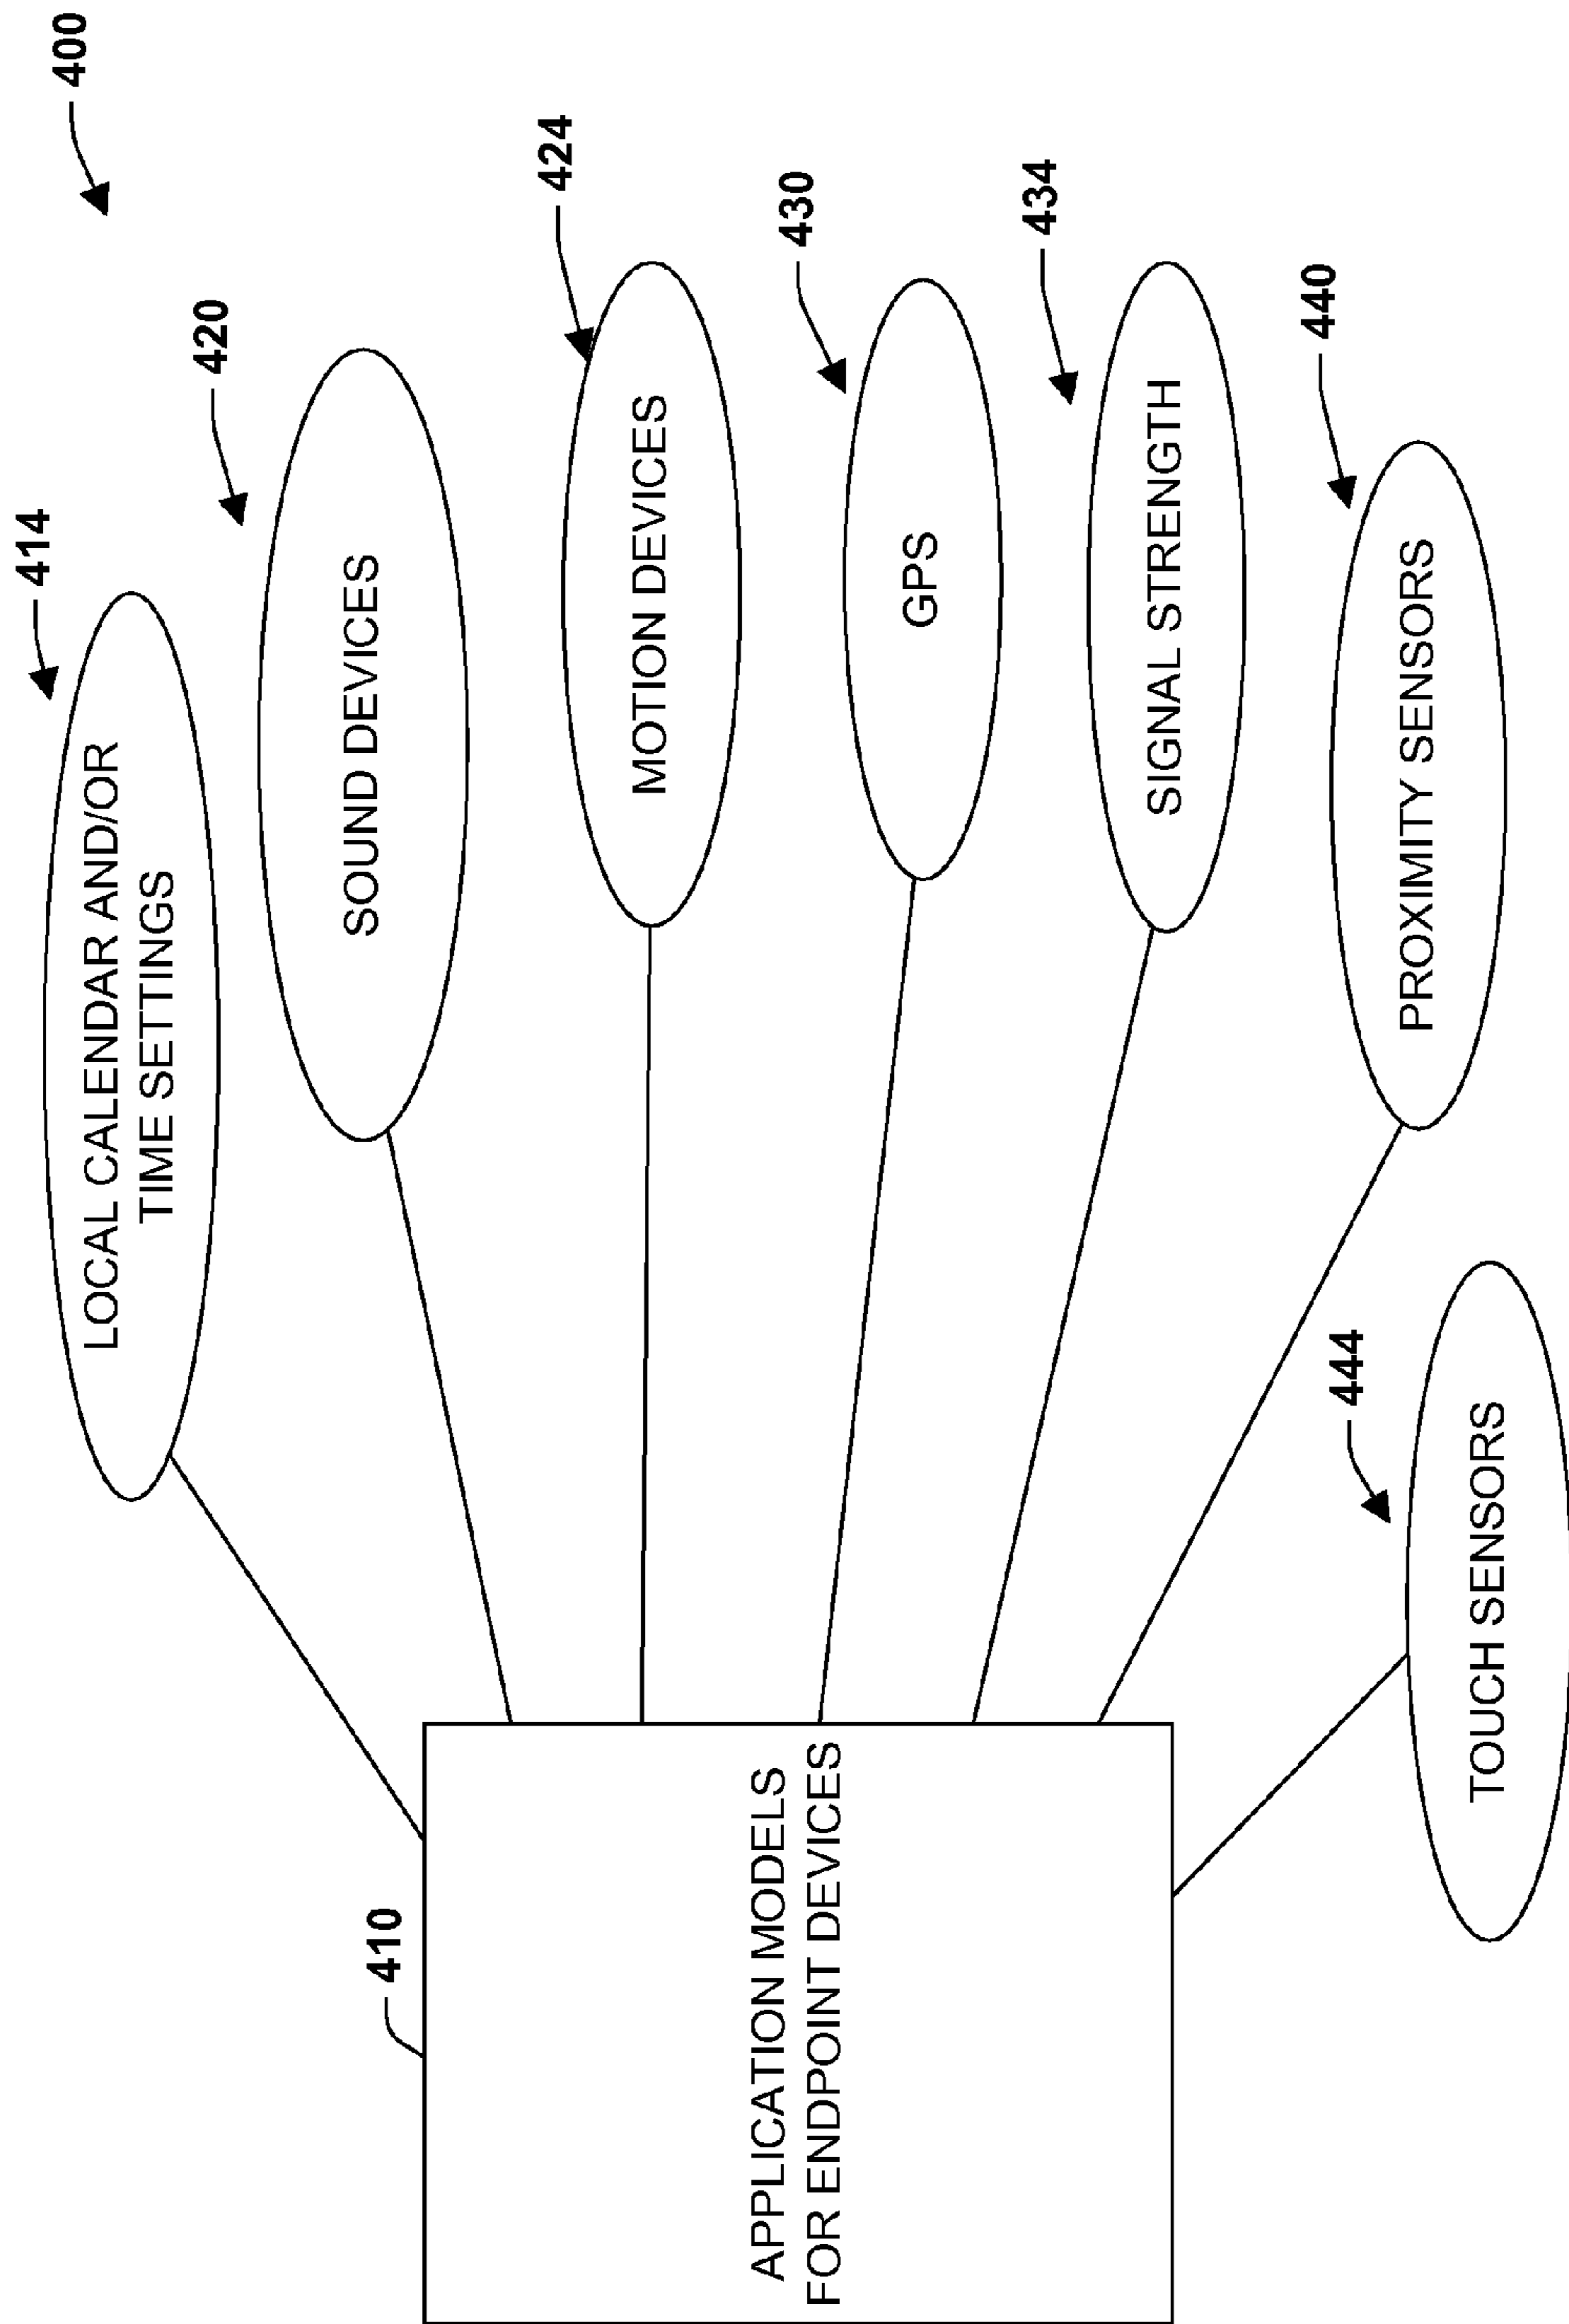 400
414
LOCAL CALENDAR AND/OR
TIME SETTINGS
420
SOUND DEVICES
424
MOTION DEVICES
430
GPS
434
SIGNAL STRENGTH
440
PROXIMITY SENSORS
444
TOUCH SENSORS
410
APPLICATION MODELS
FOR ENDPOINT DEVICES